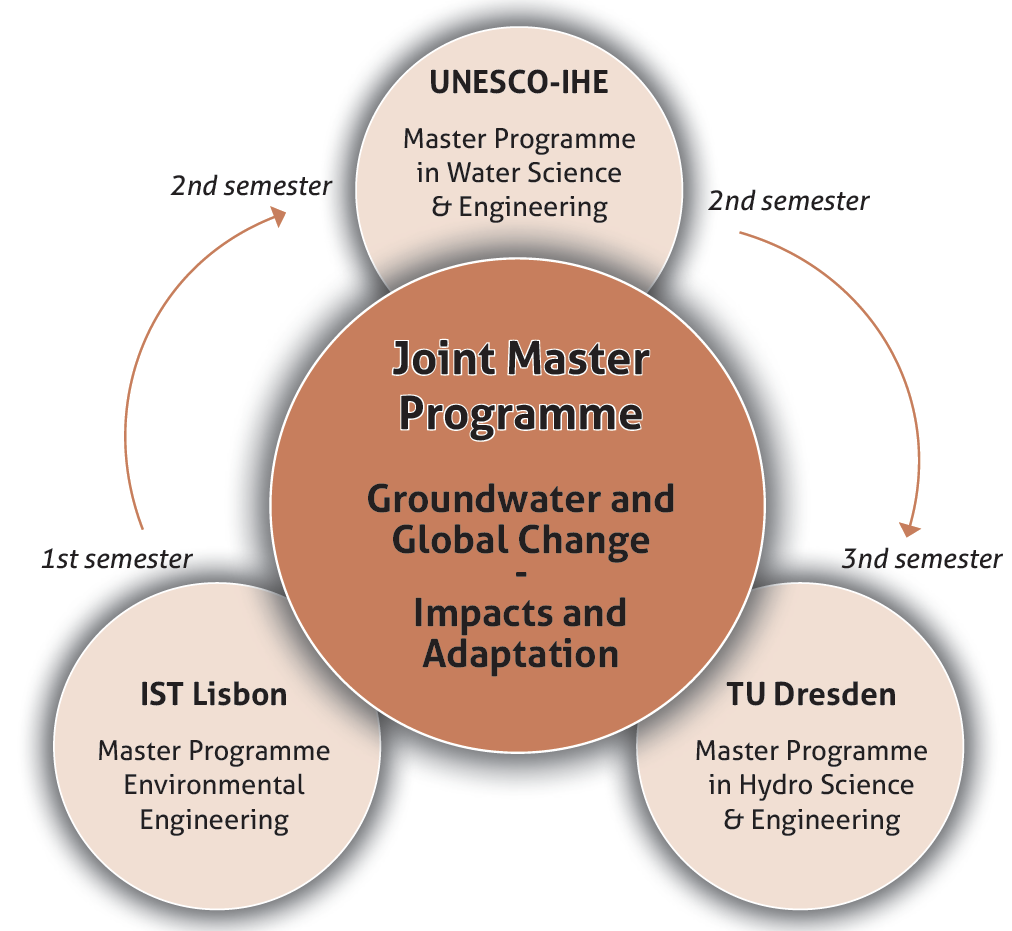 UNESCO-IHE
Master Programme
in Water Science
& Engineering
2nd semester
2nd semester
Joint Master
Programme
Groundwater and
Global Change
-
Impacts and
Adaptation
1st semester
3nd semester
IST Lisbon
Master Programme
Environmental
Engineering
TU Dresden
Master Programme
in Hydro Science
& Engineering